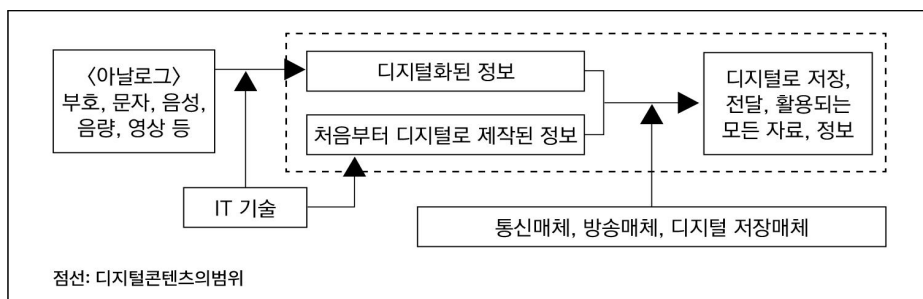 〈아날로그〉
부호, 문자, 음성,
음량, 영상 등
디지털화된 정보
처음부터 디지털로 제작된 정보
디지털로 저장,
전달, 활용되는
모든 자료, 정보
IT 기술
통신매체, 방송매체, 디지털 저장매체
점선: 디지털콘텐츠의범위